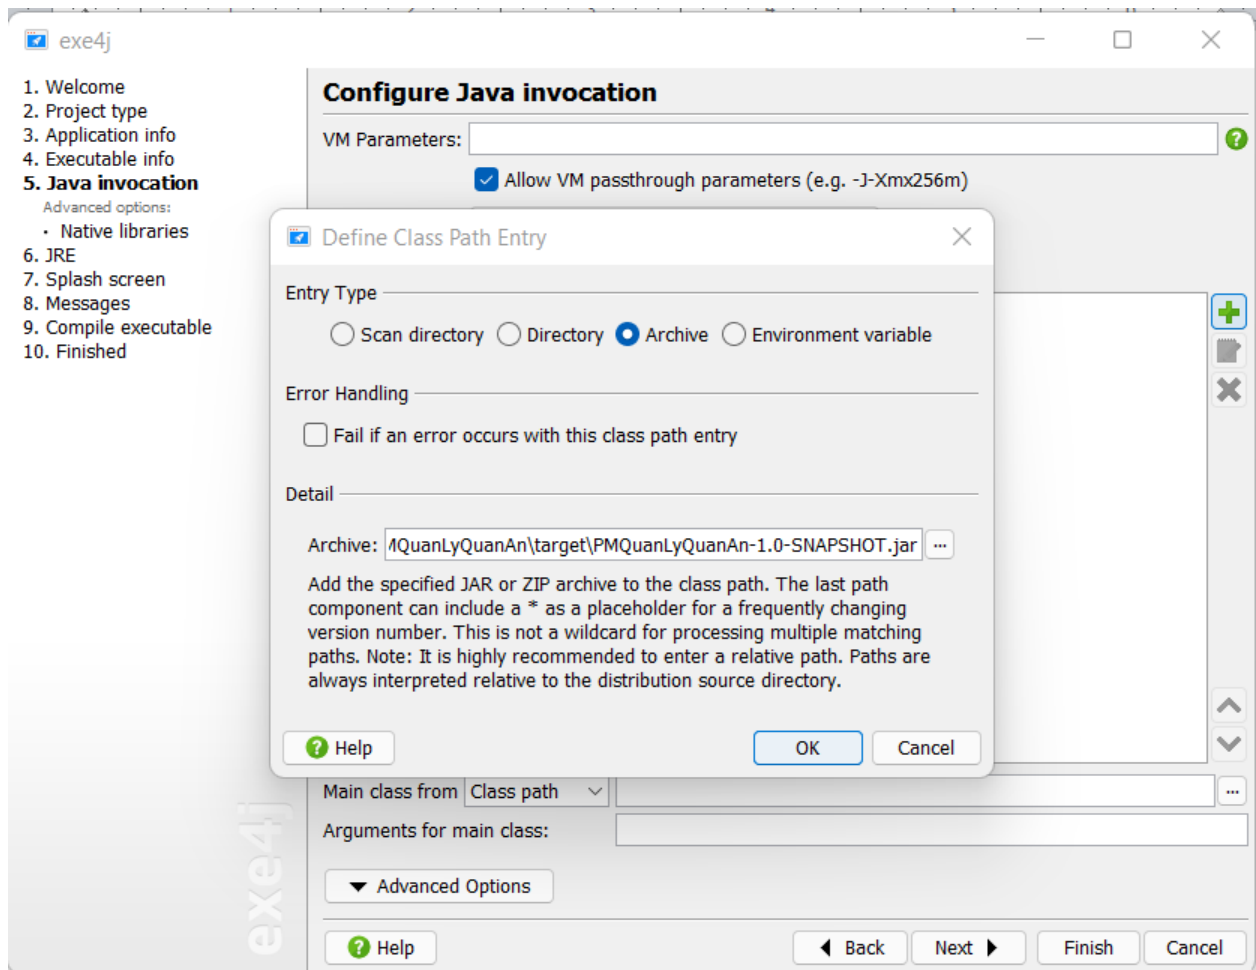 exe4j
1. Welcome
2. Project type
3. Application info
4. Executable info
5. Java invocation
Advanced options:
· Native libraries
6. JRE
7. Splash screen
8. Messages
9. Compile executable
10. Finished
exe4j
Configure Java invocation
VM Parameters:
Allow VM passthrough parameters (e.g. -J-Xmx256m)
Define Class Path Entry
Entry Type
Scan directory Directory Archive Environment variable
Error Handling
Fail if an error occurs with this class path entry
Detail
Archive: MQuanLyQuanAn\target\PMQuanLyQuanAn-1.0-SNAPSHOT.jar ...
Add the specified JAR or ZIP archive to the class path. The last path
component can include a * as a placeholder for a frequently changing
version number. This is not a wildcard for processing multiple matching
paths. Note: It is highly recommended to enter a relative path. Paths are
always interpreted relative to the distribution source directory.
? Help OK Cancel
Main class from Class path ...
Arguments for main class:
Advanced Options
? Help Back Next Finish Cancel